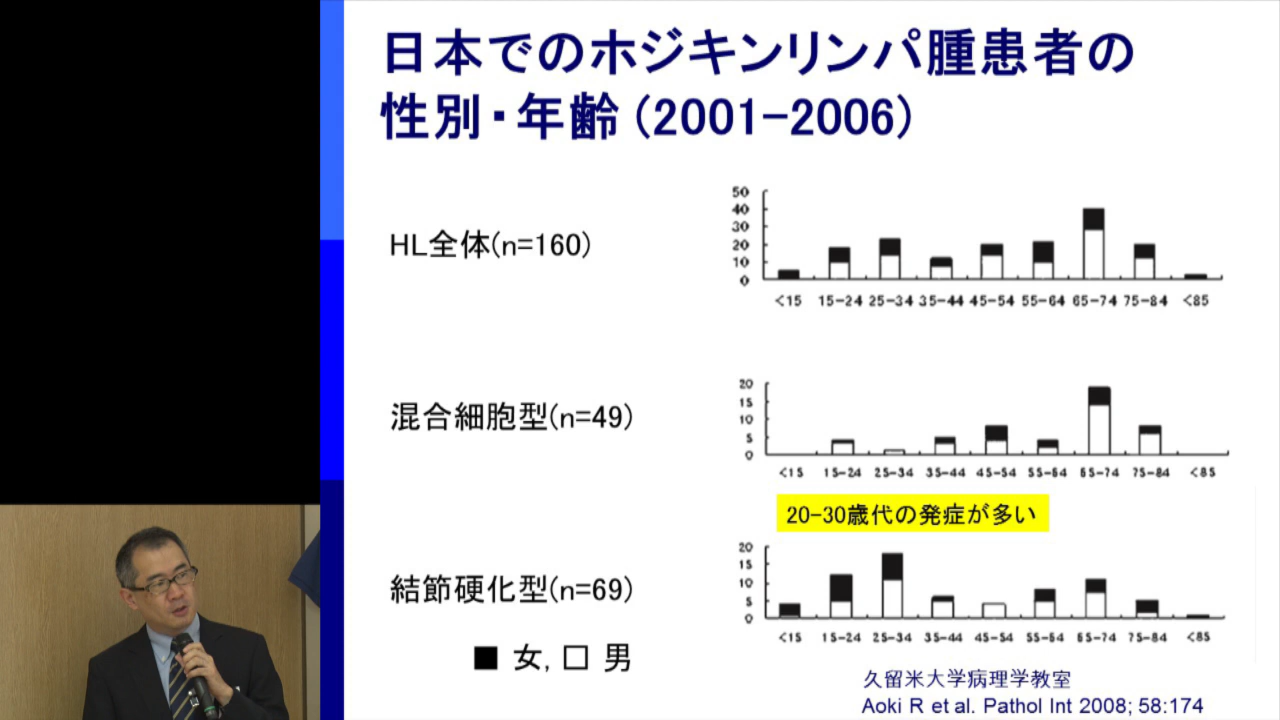 日本でのホジキンリンパ腫患者の
性別・年齢(2001-2006)
HL全体(n=160)
50
40
30
20
10
0
<15 15-24 25-34 35-44 45-54 55-64 65-74 75-84 <85
混合細胞型(n=49)
20
15
10
5
0
<15 15-24 25-34 35-44 45-54 55-64 65-74 75-84 <85
20-30歳代の発症が多い
結節硬化型(n=69)
20
15
10
5
0
<15 15-24 25-34 35-44 45-54 55-64 65-74 75-84 <85
■ 女, □ 男
久留米大学病理学教室
Aoki R et al. Pathol Int 2008; 58:174